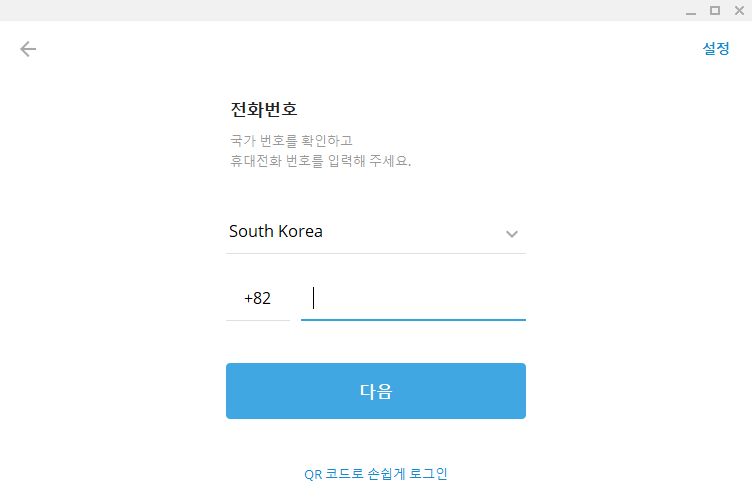 설정
전화번호
국가 번호를 확인하고
휴대전화 번호를 입력해 주세요.
South Korea
+82
다음
QR 코드로 손쉽게 로그인